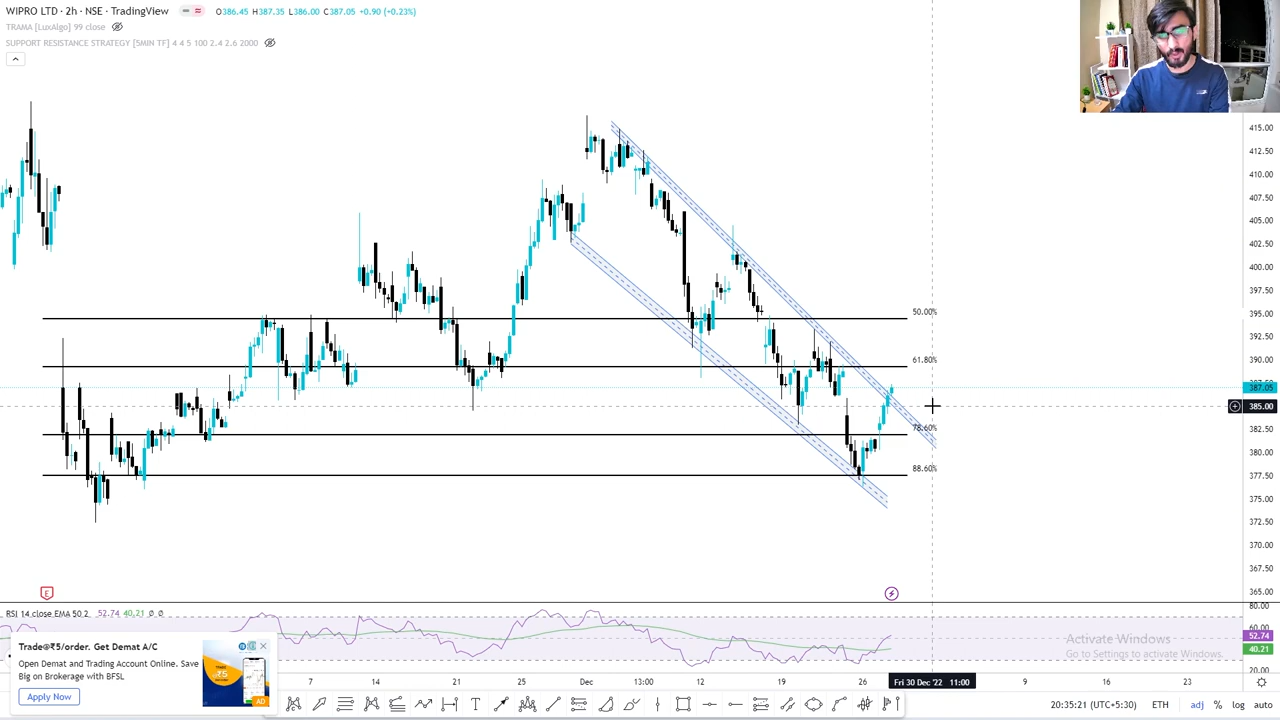 WIPRO LTD · 2h · NSE · TradingView O386.45 H387.35 L386.00 C387.05 +0.90 (+0.23%)
TRAMA [LuxAlgo] 99 close
SUPPORT RESISTANCE STRATEGY [5MIN TF] 4 4 5 100 2.4 2.6 2000
415.00
412.50
410.00
407.50
405.00
402.50
400.00
397.50
395.00
50.00%
392.50
61.80%
390.00
387.05
385.00
382.50
78.60%
380.00
88.60%
377.50
375.00
372.50
370.00
367.50
365.00
E
RSI 14 close EMA 50 2 52.74 40.21 ∅ ∅
80.00
60.00
52.74
40.21
20.00
Activate Windows
Go to Settings to activate Windows.
Trade@₹5/order. Get Demat A/C
Open Demat and Trading Account Online. Save
Big on Brokerage with BFSL
Apply Now
AD
7 14 21 25 Dec 13:00 12 19 26 Fri 30 Dec '22 11:00 9 16 23
20:35:21 (UTC+5:30) ETH adj % log auto